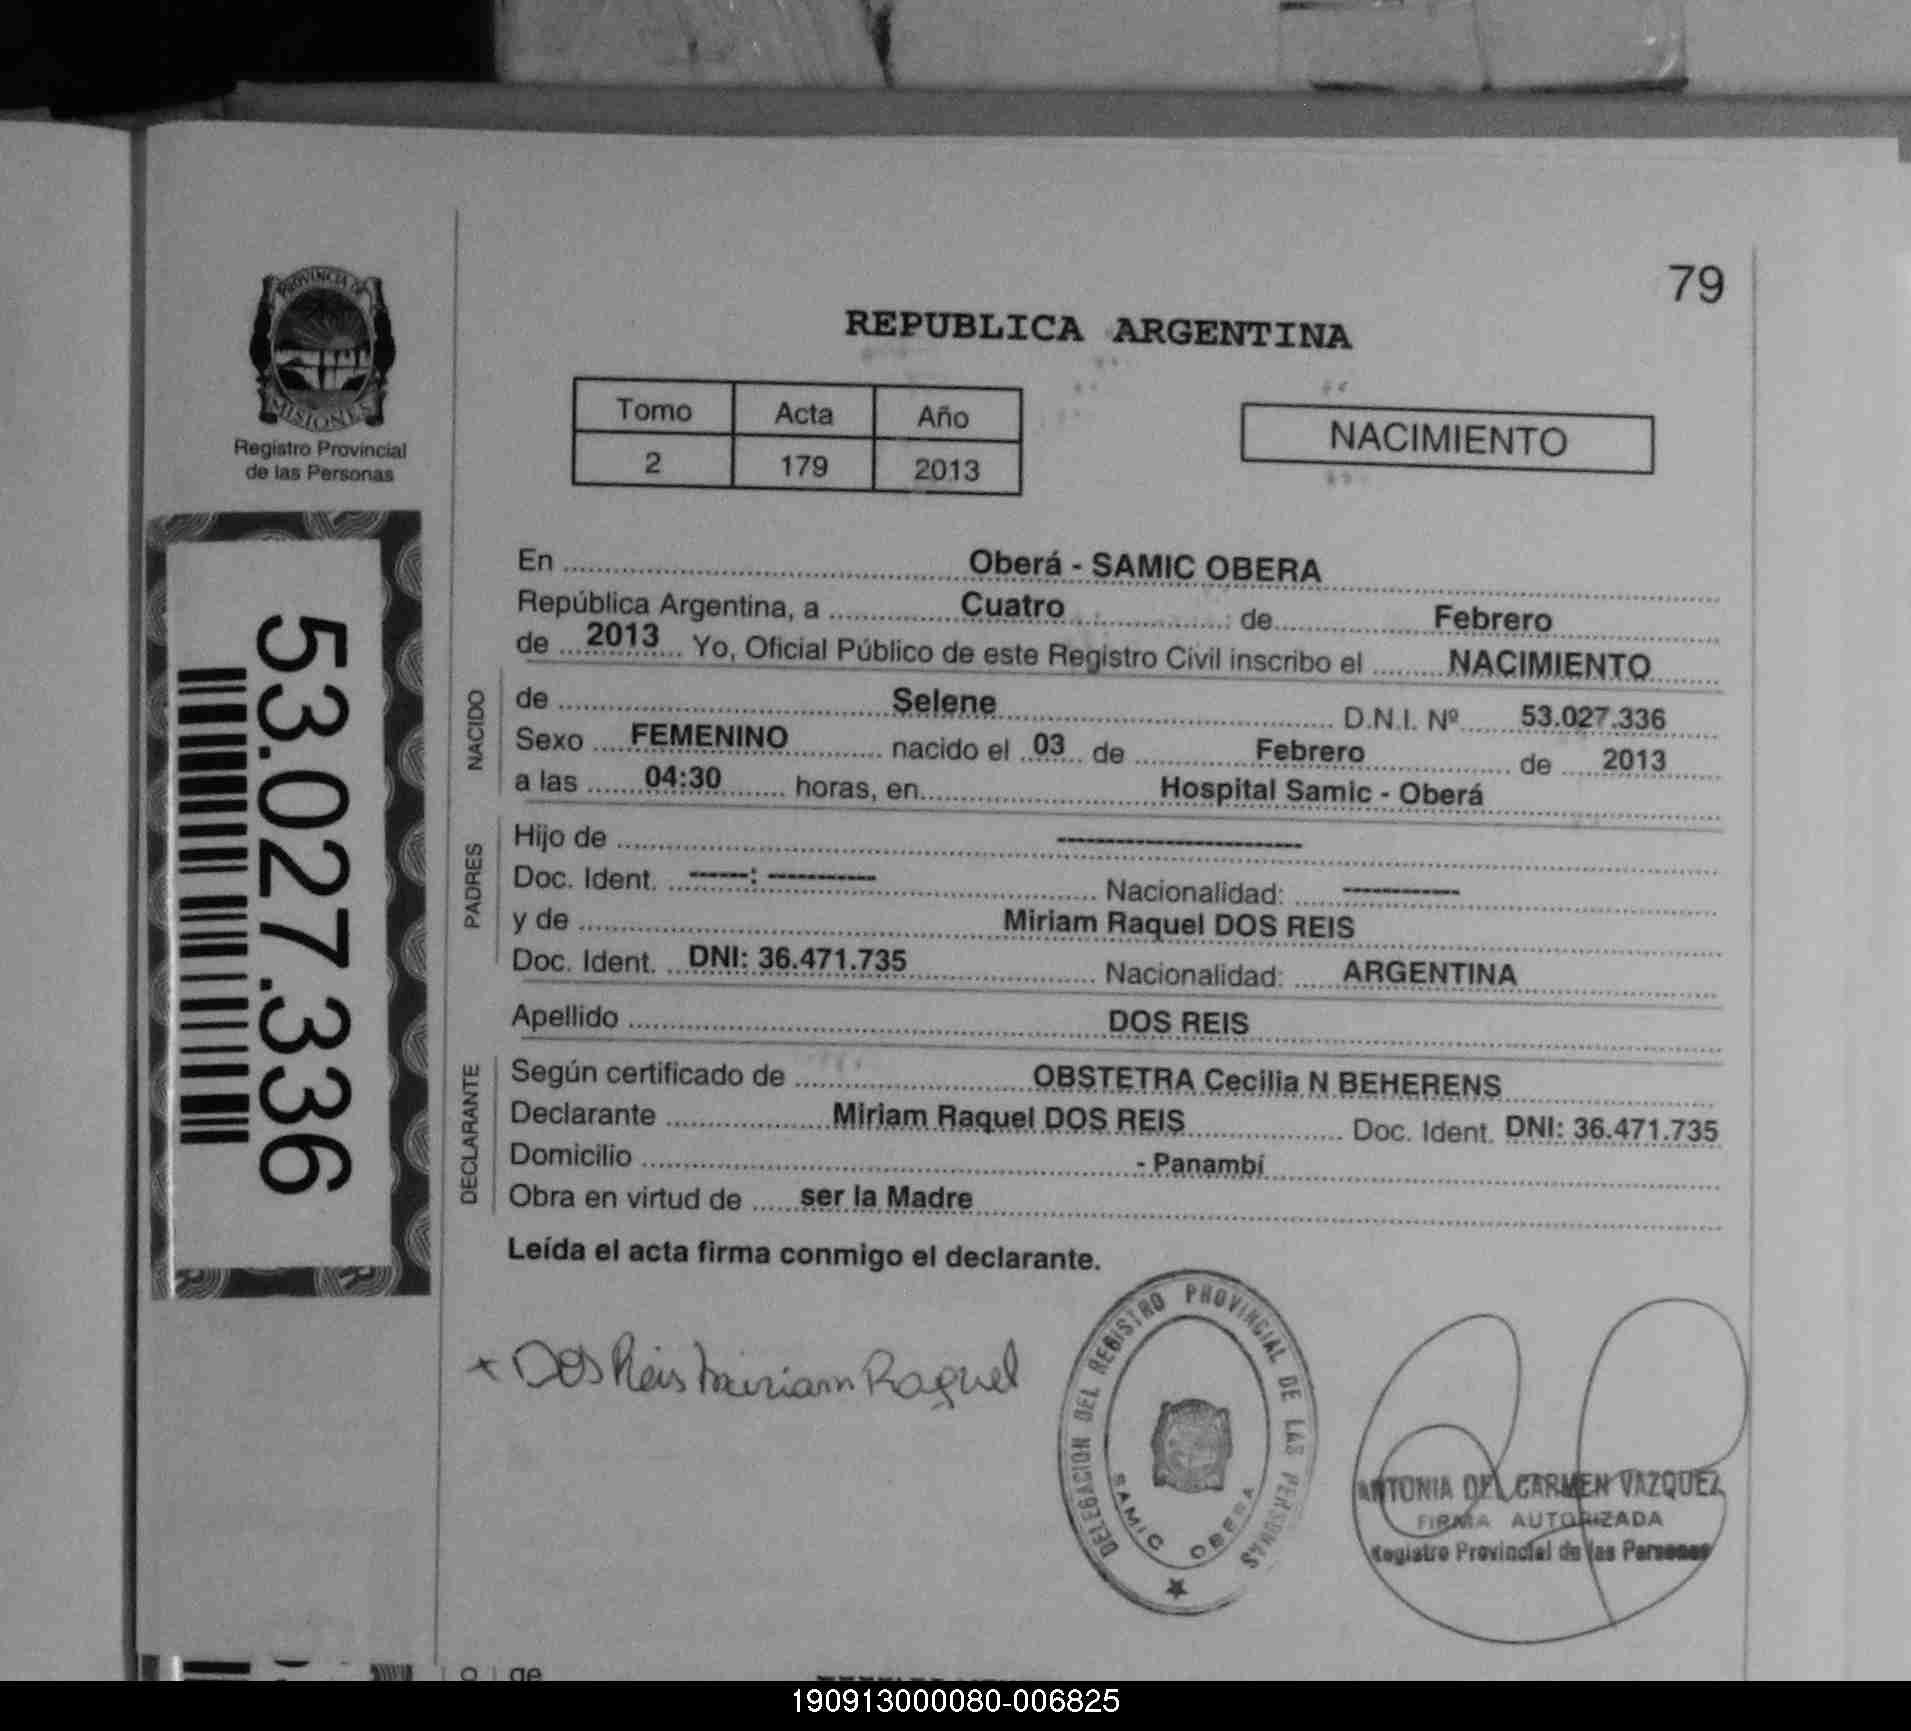 79
PROVINCIA DE
MISIONES
Registro Provincial
de las Personas
REPUBLICA ARGENTINA
Tomo Acta Año
2 179 2013
NACIMIENTO
53.027.336
En Oberá - SAMIC OBERA
República Argentina, a Cuatro de Febrero
de 2013 Yo, Oficial Público de este Registro Civil inscribo el NACIMIENTO
NACIDO
de Selene D.N.I. Nº 53.027.336
Sexo FEMENINO nacido el 03 de Febrero de 2013
a las 04:30 horas, en Hospital Samic - Oberá
PADRES
Hijo de ------------------------
Doc. Ident. ------: ----------- Nacionalidad: ------------
y de Miriam Raquel DOS REIS
Doc. Ident. DNI: 36.471.735 Nacionalidad: ARGENTINA
Apellido DOS REIS
DECLARANTE
Según certificado de OBSTETRA Cecilia N BEHERENS
Declarante Miriam Raquel DOS REIS Doc. Ident. DNI: 36.471.735
Domicilio - Panambí
Obra en virtud de ser la Madre
Leída el acta firma conmigo el declarante.
x Dos Reis Miriam Raquel
DELEGACION DEL REGISTRO PROVINCIAL DE LAS PERSONAS
SAMIC OBERA
ANTONIA DEL CARMEN VAZQUEZ
FIRMA AUTORIZADA
Registro Provincial de las Personas
de
190913000080-006825